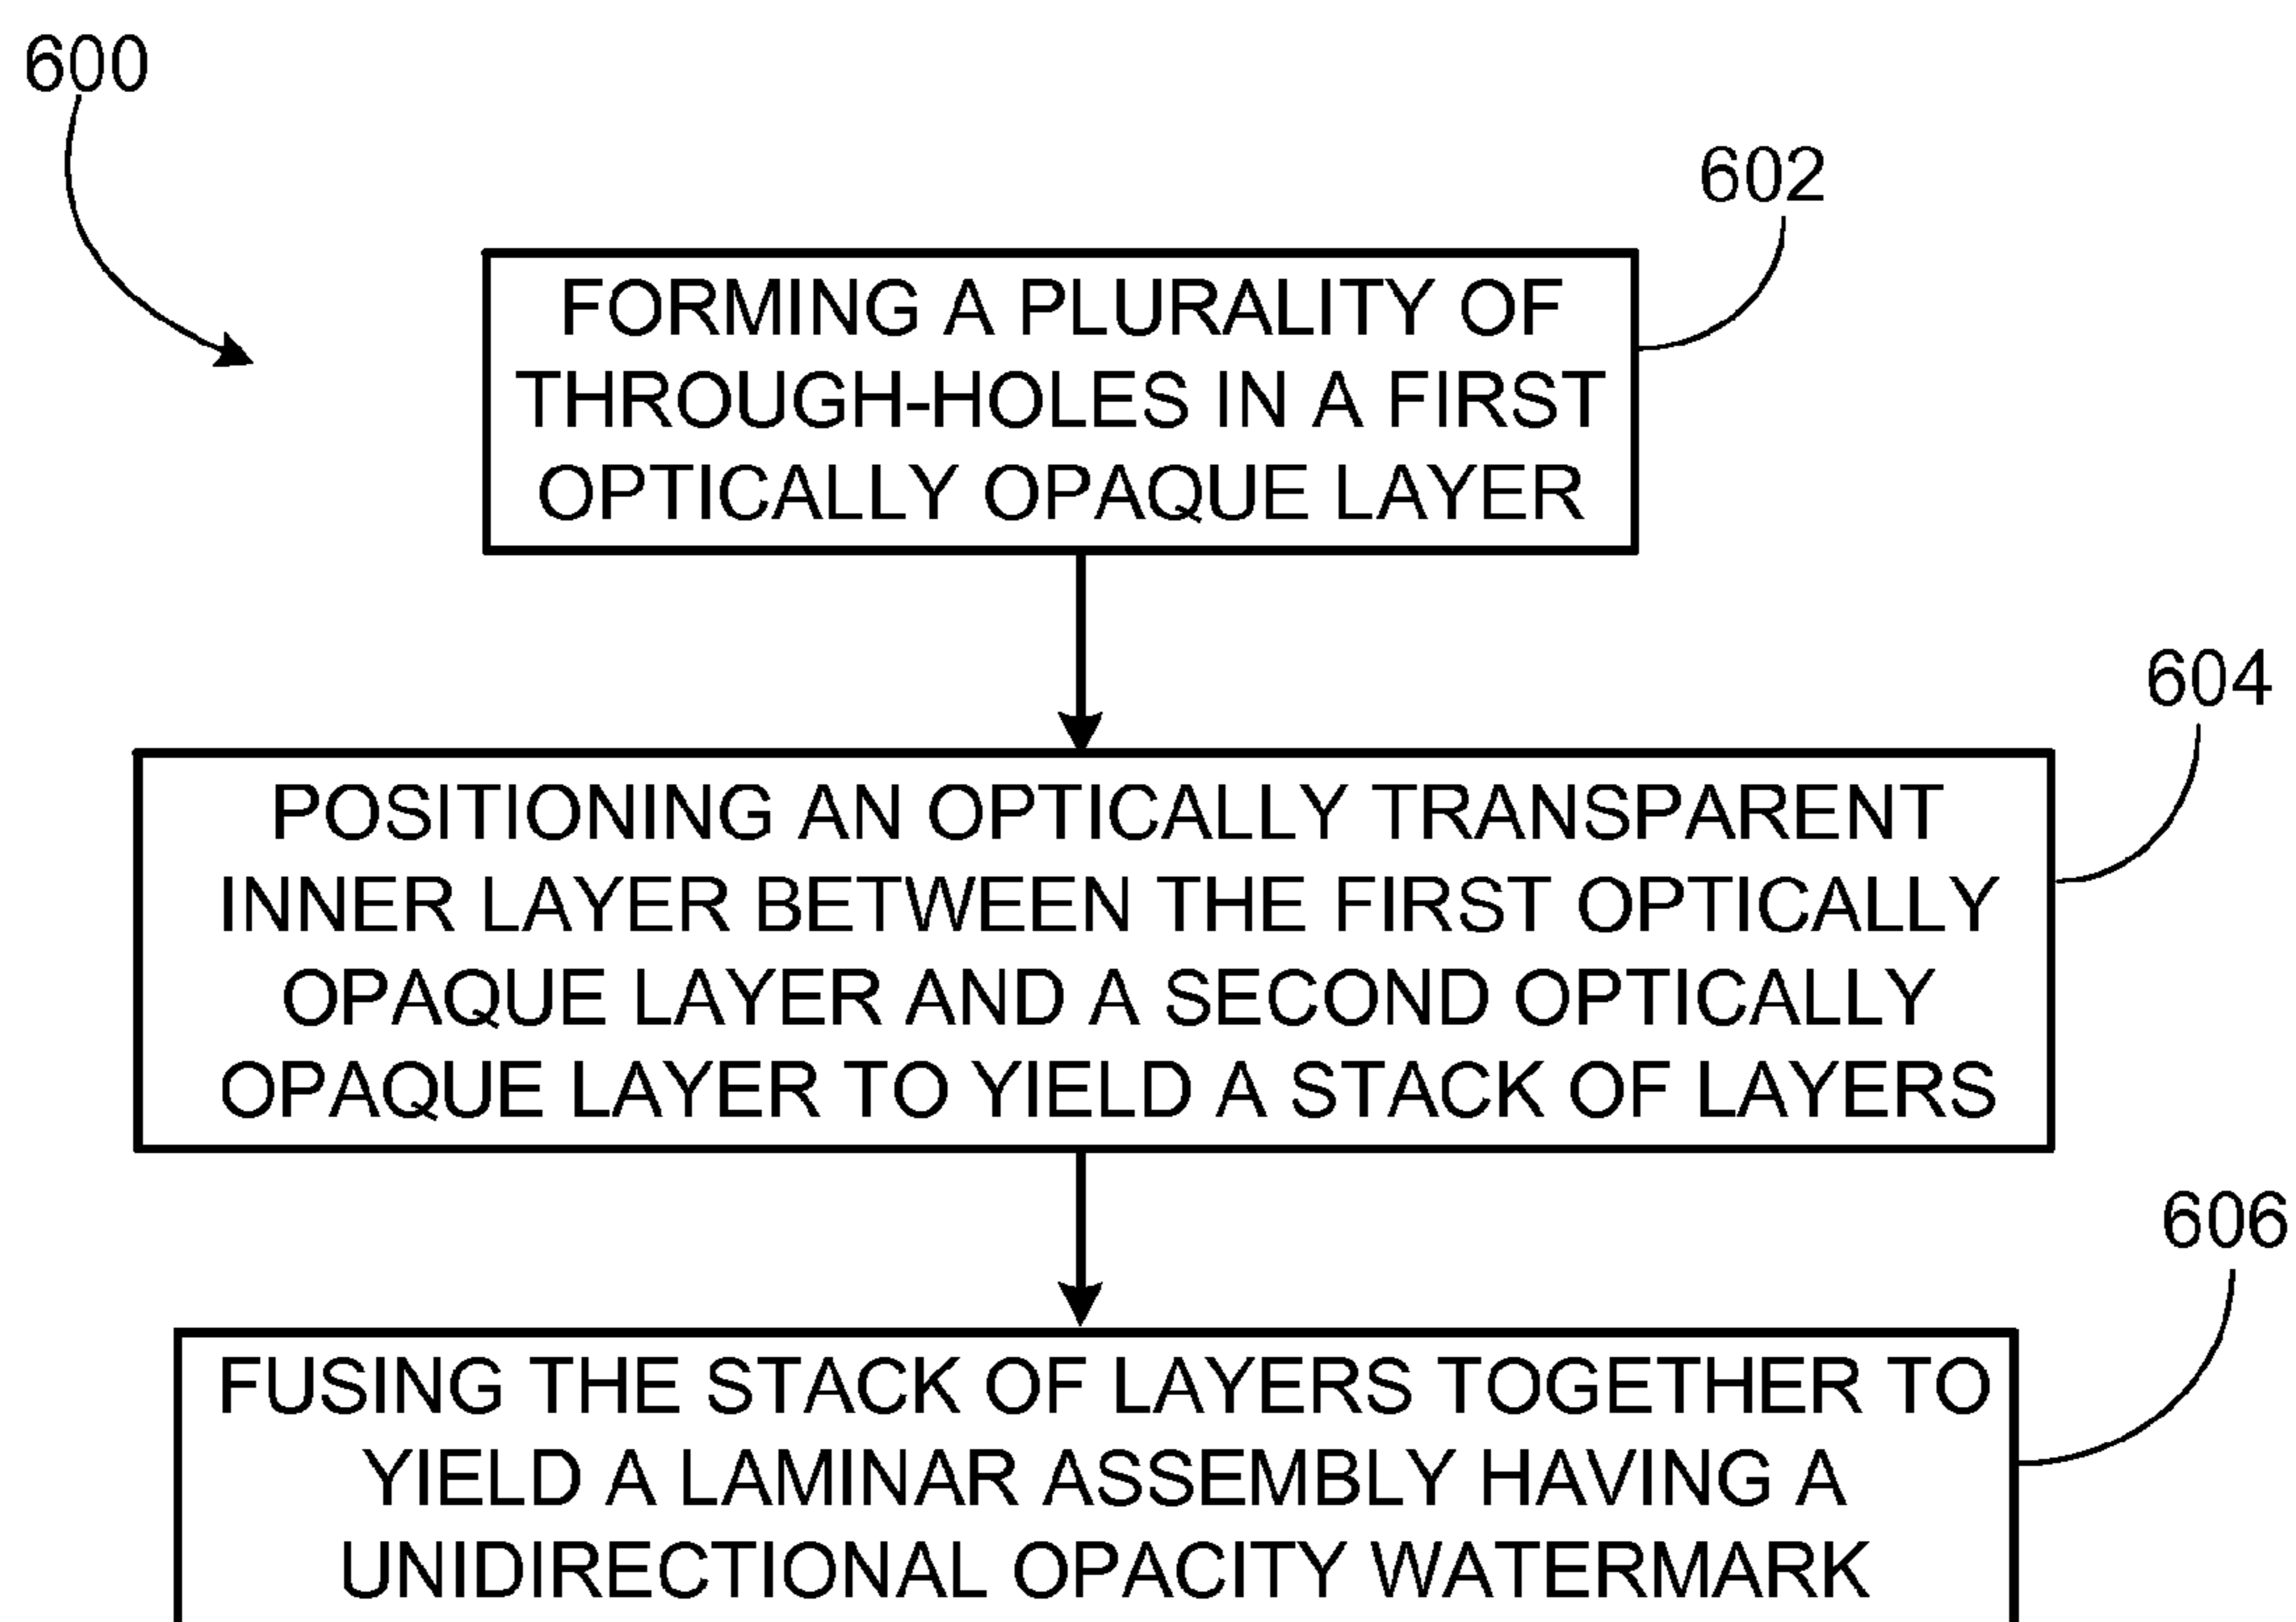 600
602
FORMING A PLURALITY OF
THROUGH-HOLES IN A FIRST
OPTICALLY OPAQUE LAYER
604
POSITIONING AN OPTICALLY TRANSPARENT
INNER LAYER BETWEEN THE FIRST OPTICALLY
OPAQUE LAYER AND A SECOND OPTICALLY
OPAQUE LAYER TO YIELD A STACK OF LAYERS
606
FUSING THE STACK OF LAYERS TOGETHER TO
YIELD A LAMINAR ASSEMBLY HAVING A
UNIDIRECTIONAL OPACITY WATERMARK